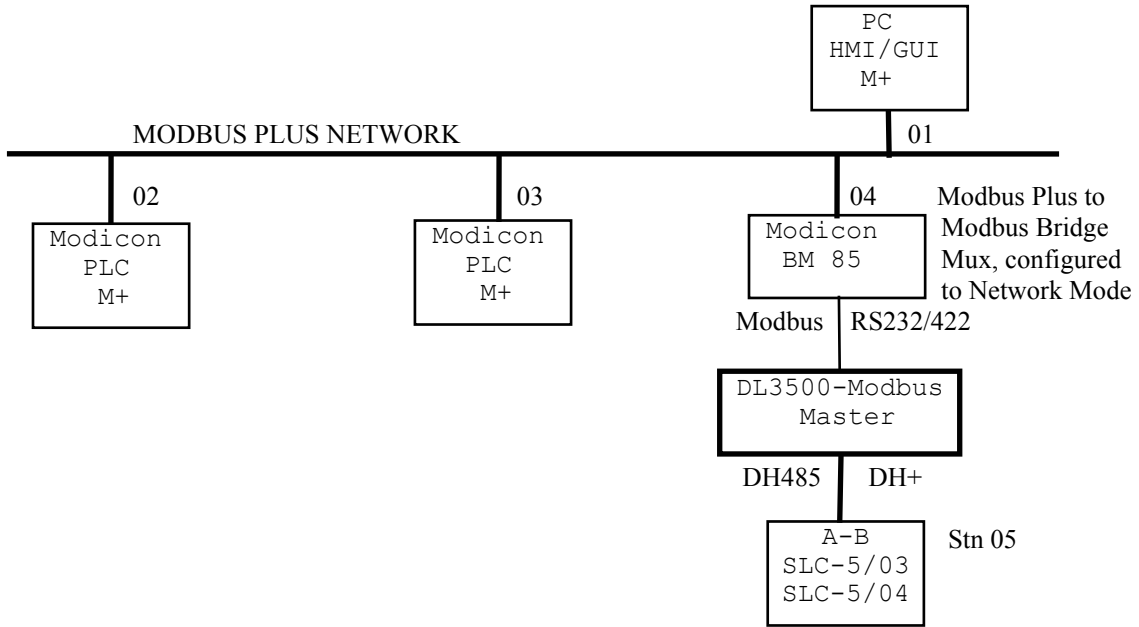 PC
HMI/GUI
M+
MODBUS PLUS NETWORK
01
02
03
04
Modicon
PLC
M+
Modicon
PLC
M+
Modicon
BM 85
Modbus Plus to
Modbus Bridge
Mux, configured
to Network Mode
Modbus RS232/422
DL3500-Modbus
Master
DH485 DH+
A-B
SLC-5/03
SLC-5/04
Stn 05